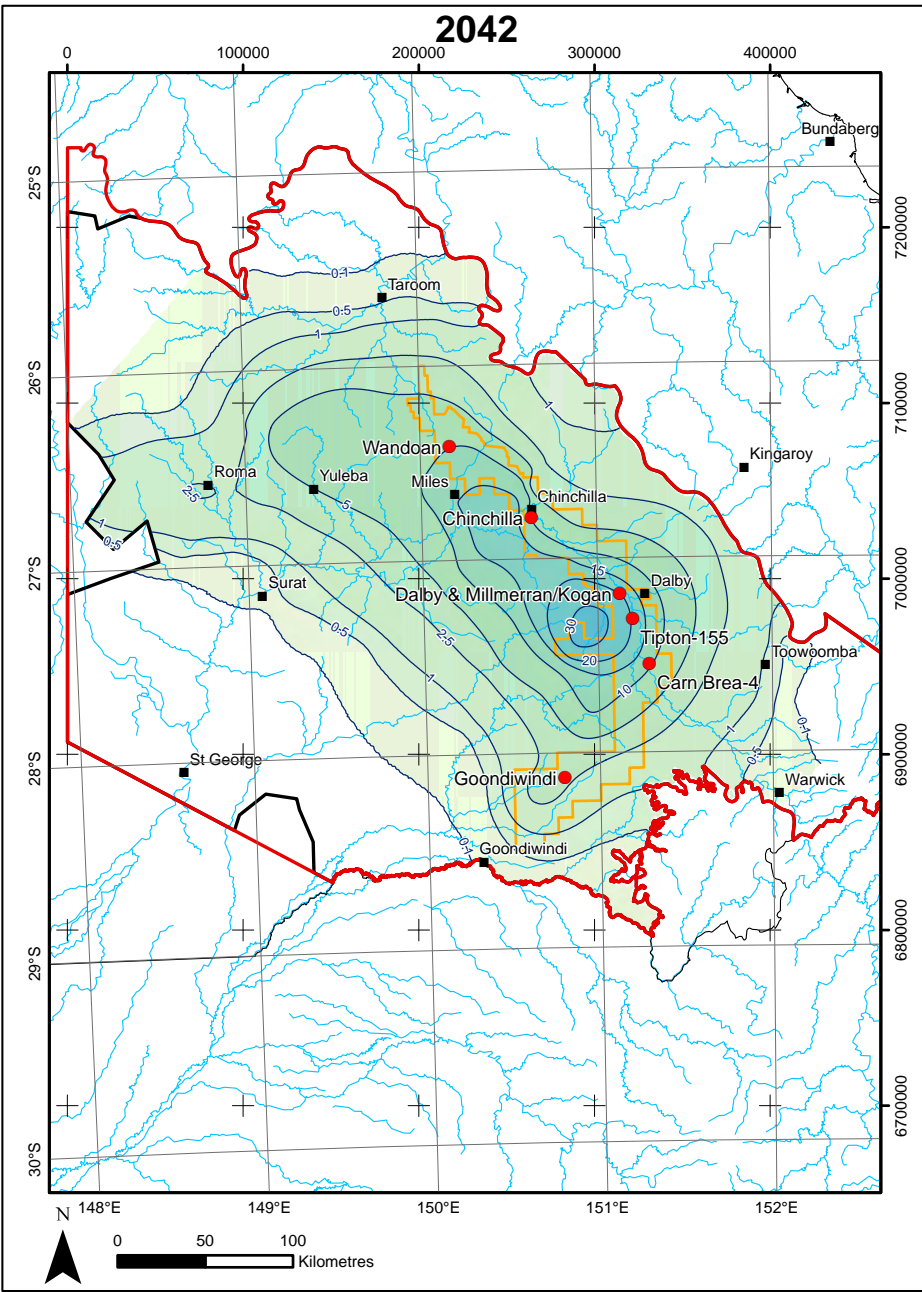 2042
0 100000 200000 300000 400000
Bundaberg
25°S
7200000
0.1
Taroom
0.5
1
26°S
7100000
1
Wandoan
Kingaroy
Roma
Yuleba
Miles
2.5
5
Chinchilla
Chinchilla
1
0.5
27°S
7000000
15
Dalby
Surat
Dalby & Millmerran/Kogan
0.5
2.5
30
Tipton-155
Toowoomba
20
1
10
Carn Brea-4
0.1
1
0.5
28°S
6900000
St George
Goondiwindi
Warwick
0.1
Goondiwindi
29°S
6800000
6700000
30°S
148°E 149°E 150°E 151°E 152°E
N
0 50 100
Kilometres